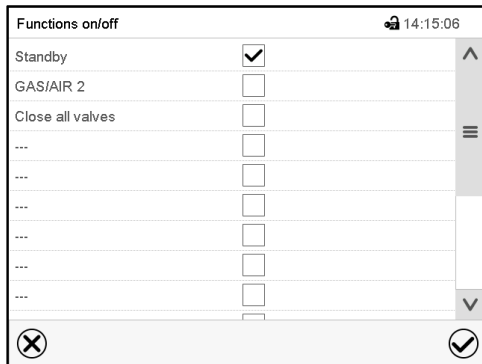 Functions on/off 14:15:06
Standby
GAS/AIR 2
Close all valves
---
---
---
---
---
---